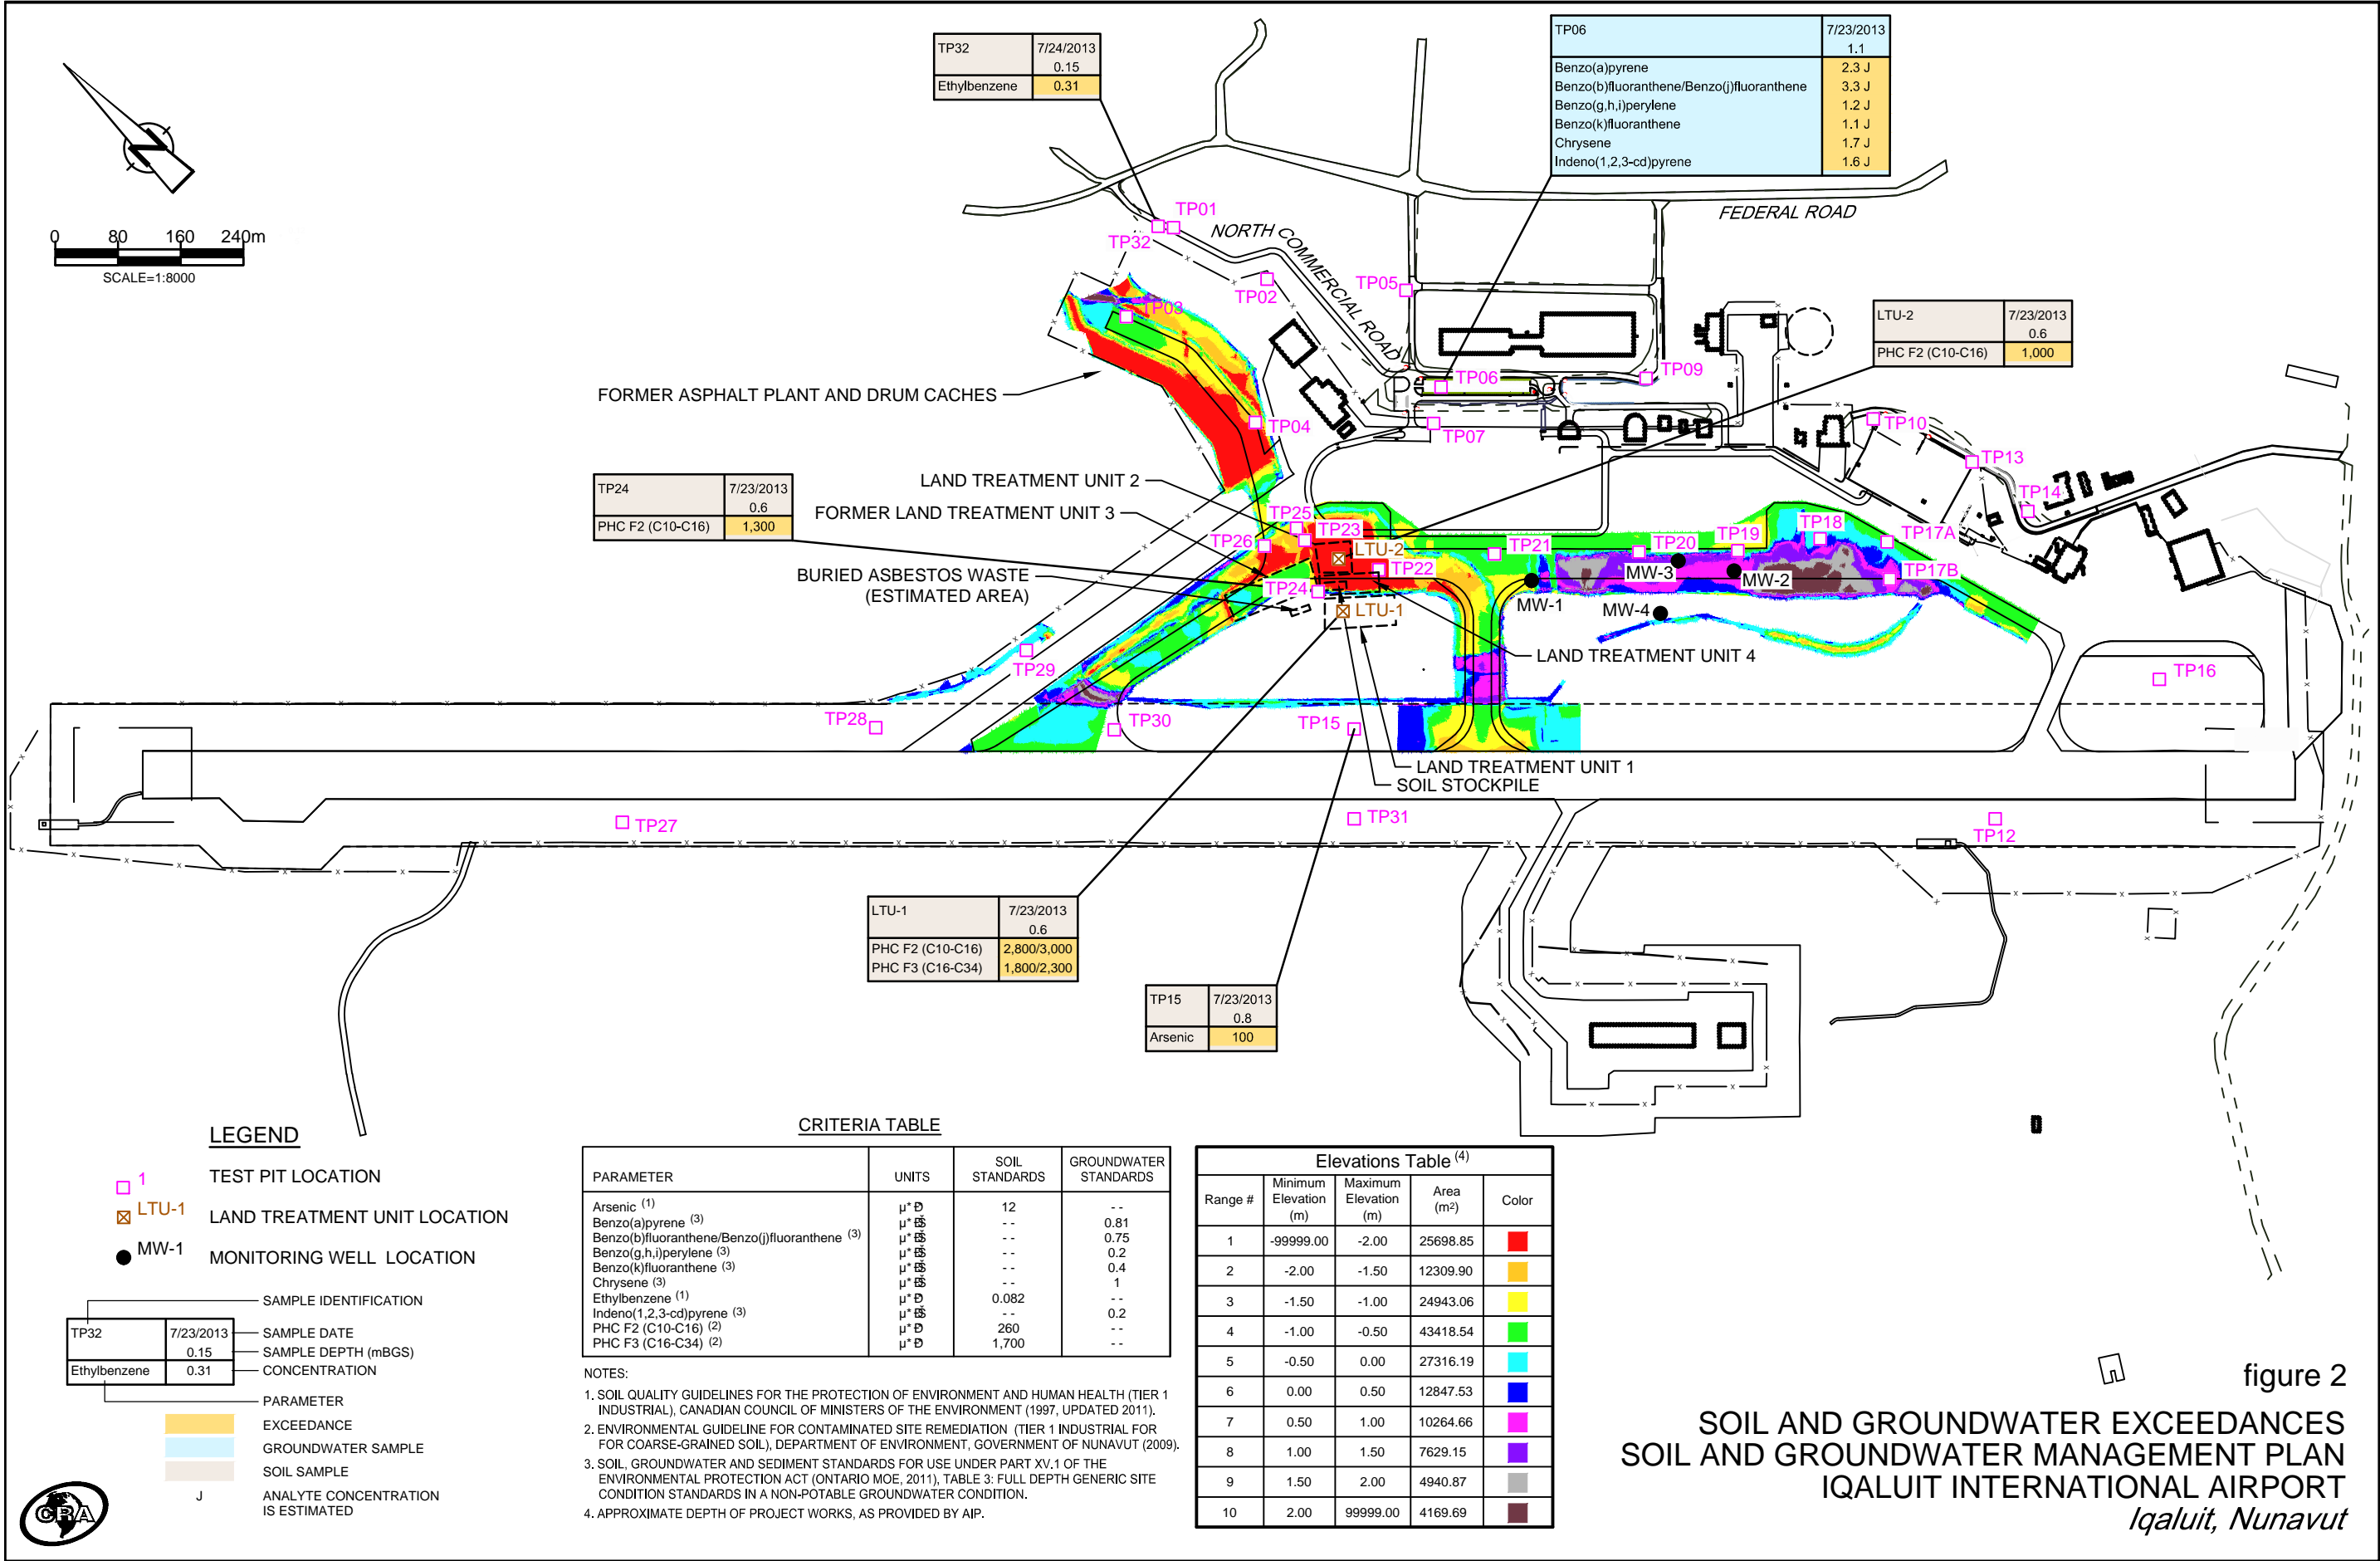 TP32 7/24/2013
0.15
Ethylbenzene 0.31
TP06 7/23/2013
1.1
Benzo(a)pyrene 2.3 J
Benzo(b)fluoranthene/Benzo(j)fluoranthene 3.3 J
Benzo(g,h,i)perylene 1.2 J
Benzo(k)fluoranthene 1.1 J
Chrysene 1.7 J
Indeno(1,2,3-cd)pyrene 1.6 J
N
0 80 160 240m
SCALE=1:8000
TP01
TP32
NORTH COMMERCIAL ROAD
FEDERAL ROAD
TP02
TP05
TP03
LTU-2 7/23/2013
0.6
PHC F2 (C10-C16) 1,000
FORMER ASPHALT PLANT AND DRUM CACHES
TP06
TP09
TP04
TP07
TP10
TP13
TP14
TP24 7/23/2013
0.6
PHC F2 (C10-C16) 1,300
LAND TREATMENT UNIT 2
FORMER LAND TREATMENT UNIT 3
BURIED ASBESTOS WASTE
(ESTIMATED AREA)
TP25
TP23
TP26
LTU-2
TP22
TP24
LTU-1
TP21
TP20
TP19
TP18
TP17A
TP17B
MW-3
MW-2
MW-1
MW-4
LAND TREATMENT UNIT 4
TP29
TP16
TP28
TP30
TP15
LAND TREATMENT UNIT 1
SOIL STOCKPILE
TP27
TP31
TP12
LTU-1 7/23/2013
0.6
PHC F2 (C10-C16) 2,800/3,000
PHC F3 (C16-C34) 1,800/2,300
TP15 7/23/2013
0.8
Arsenic 100
LEGEND
1 TEST PIT LOCATION
LTU-1 LAND TREATMENT UNIT LOCATION
MW-1 MONITORING WELL LOCATION
SAMPLE IDENTIFICATION
TP32 7/23/2013 SAMPLE DATE
0.15 SAMPLE DEPTH (mBGS)
Ethylbenzene 0.31 CONCENTRATION
PARAMETER
EXCEEDANCE
GROUNDWATER SAMPLE
SOIL SAMPLE
J ANALYTE CONCENTRATION
IS ESTIMATED
CRA
CRITERIA TABLE
PARAMETER UNITS SOIL STANDARDS GROUNDWATER STANDARDS
Arsenic (1) 12 --
Benzo(a)pyrene (3) -- 0.81
Benzo(b)fluoranthene/Benzo(j)fluoranthene (3) -- 0.75
Benzo(g,h,i)perylene (3) -- 0.2
Benzo(k)fluoranthene (3) -- 0.4
Chrysene (3) -- 1
Ethylbenzene (1) 0.082 --
Indeno(1,2,3-cd)pyrene (3) -- 0.2
PHC F2 (C10-C16) (2) 260 --
PHC F3 (C16-C34) (2) 1,700 --
NOTES:
1. SOIL QUALITY GUIDELINES FOR THE PROTECTION OF ENVIRONMENT AND HUMAN HEALTH (TIER 1
INDUSTRIAL), CANADIAN COUNCIL OF MINISTERS OF THE ENVIRONMENT (1997, UPDATED 2011).
2. ENVIRONMENTAL GUIDELINE FOR CONTAMINATED SITE REMEDIATION (TIER 1 INDUSTRIAL FOR
FOR COARSE-GRAINED SOIL), DEPARTMENT OF ENVIRONMENT, GOVERNMENT OF NUNAVUT (2009).
3. SOIL, GROUNDWATER AND SEDIMENT STANDARDS FOR USE UNDER PART XV.1 OF THE
ENVIRONMENTAL PROTECTION ACT (ONTARIO MOE, 2011), TABLE 3: FULL DEPTH GENERIC SITE
CONDITION STANDARDS IN A NON-POTABLE GROUNDWATER CONDITION.
4. APPROXIMATE DEPTH OF PROJECT WORKS, AS PROVIDED BY AIP.
Elevations Table (4)
Range # Minimum Elevation (m) Maximum Elevation (m) Area (m²) Color
1 -99999.00 -2.00 25698.85
2 -2.00 -1.50 12309.90
3 -1.50 -1.00 24943.06
4 -1.00 -0.50 43418.54
5 -0.50 0.00 27316.19
6 0.00 0.50 12847.53
7 0.50 1.00 10264.66
8 1.00 1.50 7629.15
9 1.50 2.00 4940.87
10 2.00 99999.00 4169.69
figure 2
SOIL AND GROUNDWATER EXCEEDANCES
SOIL AND GROUNDWATER MANAGEMENT PLAN
IQALUIT INTERNATIONAL AIRPORT
Iqaluit, Nunavut